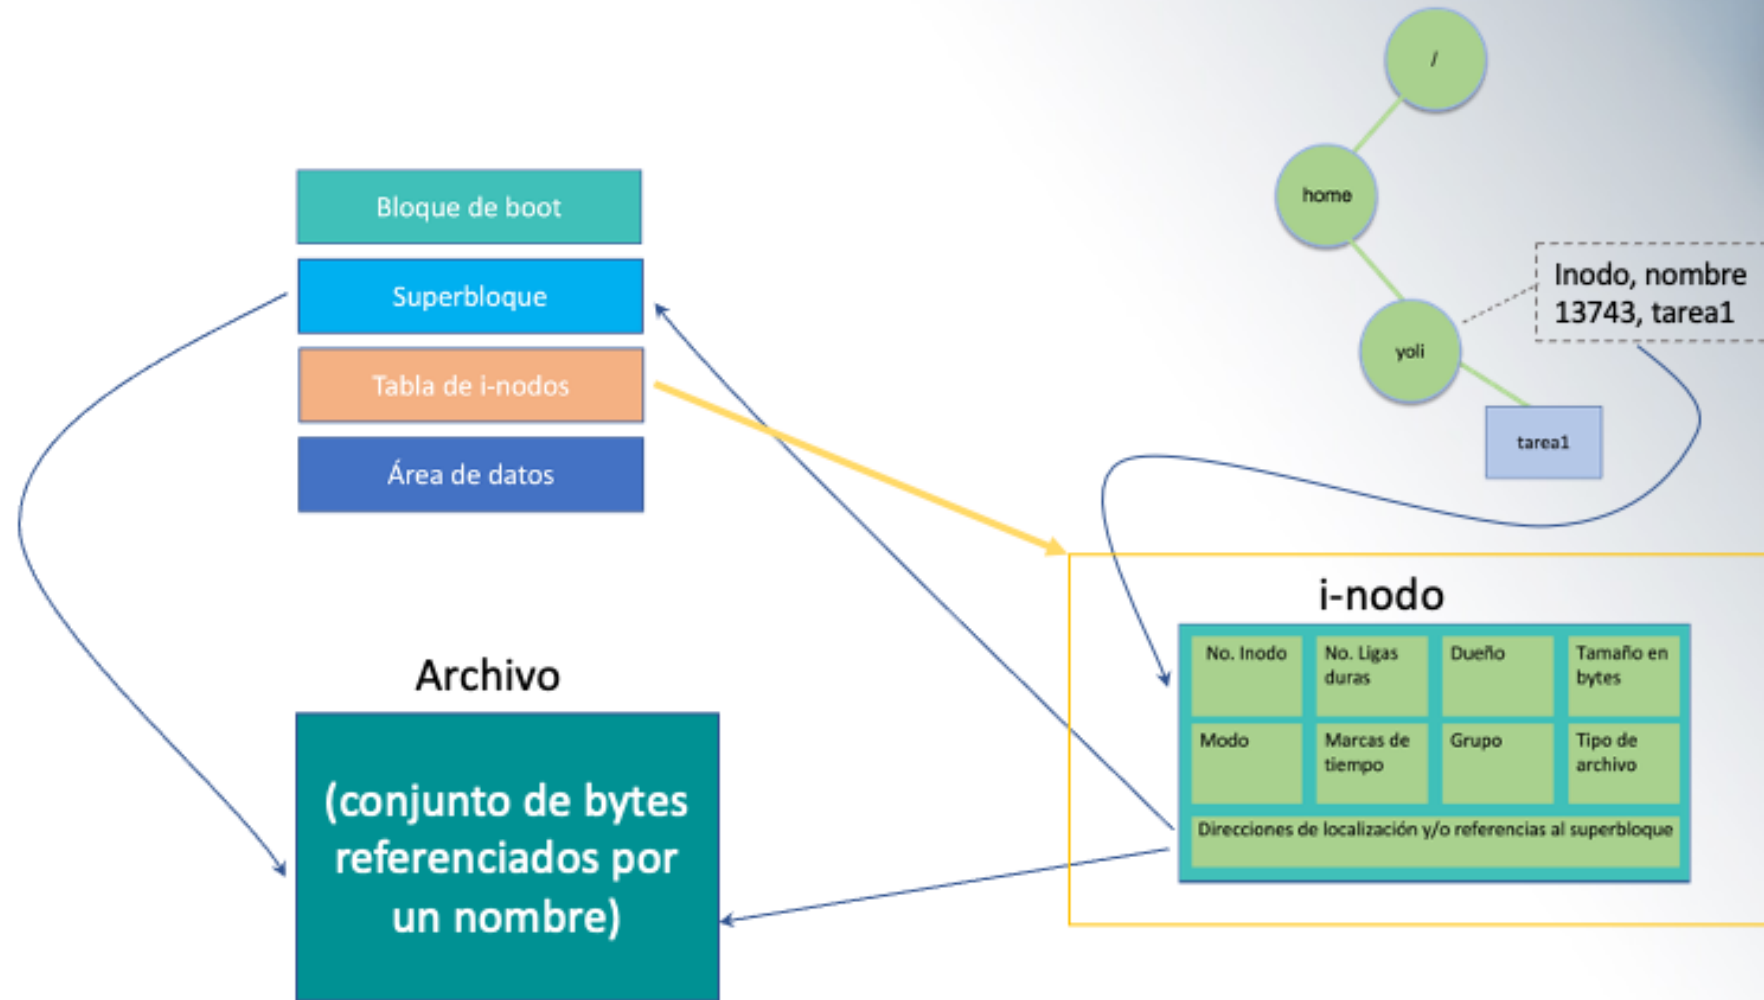 /
home
yoli
Inodo, nombre
13743, tarea1
tarea1
Bloque de boot
Superbloque
Tabla de i-nodos
Área de datos
Archivo
(conjunto de bytes
referenciados por
un nombre)
i-nodo
No. Inodo
No. Ligas
duras
Dueño
Tamaño en
bytes
Modo
Marcas de
tiempo
Grupo
Tipo de
archivo
Direcciones de localización y/o referencias al superbloque